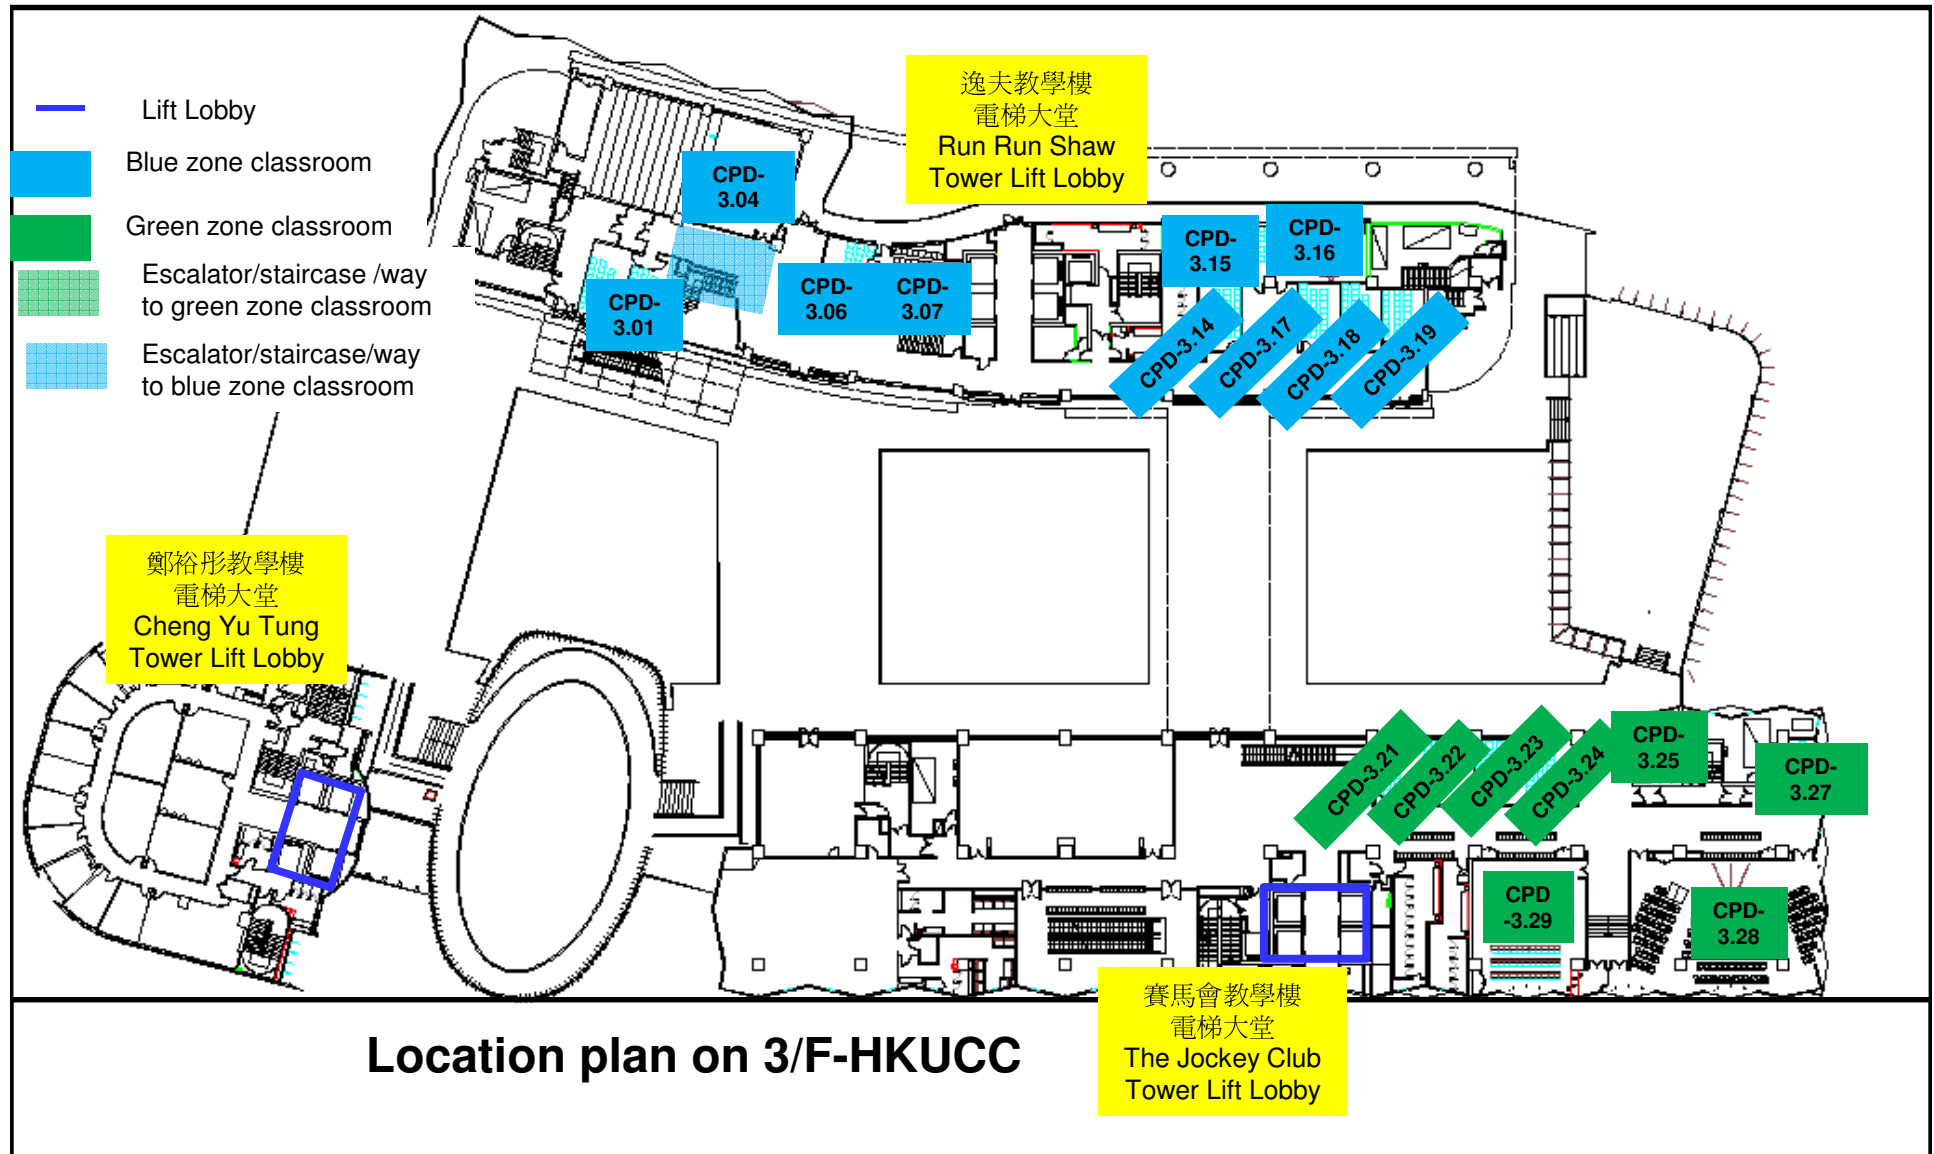 Lift Lobby
Blue zone classroom
Green zone classroom
Escalator/staircase /way
to green zone classroom
Escalator/staircase/way
to blue zone classroom
逸夫教學樓
電梯大堂
Run Run Shaw
Tower Lift Lobby
CPD-
3.04
CPD-
3.01
CPD-
3.06
CPD-
3.07
CPD-
3.15
CPD-
3.16
CPD-3.14
CPD-3.17
CPD-3.18
CPD-3.19
鄭裕彤教學樓
電梯大堂
Cheng Yu Tung
Tower Lift Lobby
CPD-3.21
CPD-3.22
CPD-3.23
CPD-3.24
CPD-
3.25
CPD-
3.27
CPD
-3.29
CPD-
3.28
賽馬會教學樓
電梯大堂
The Jockey Club
Tower Lift Lobby
Location plan on 3/F-HKUCC